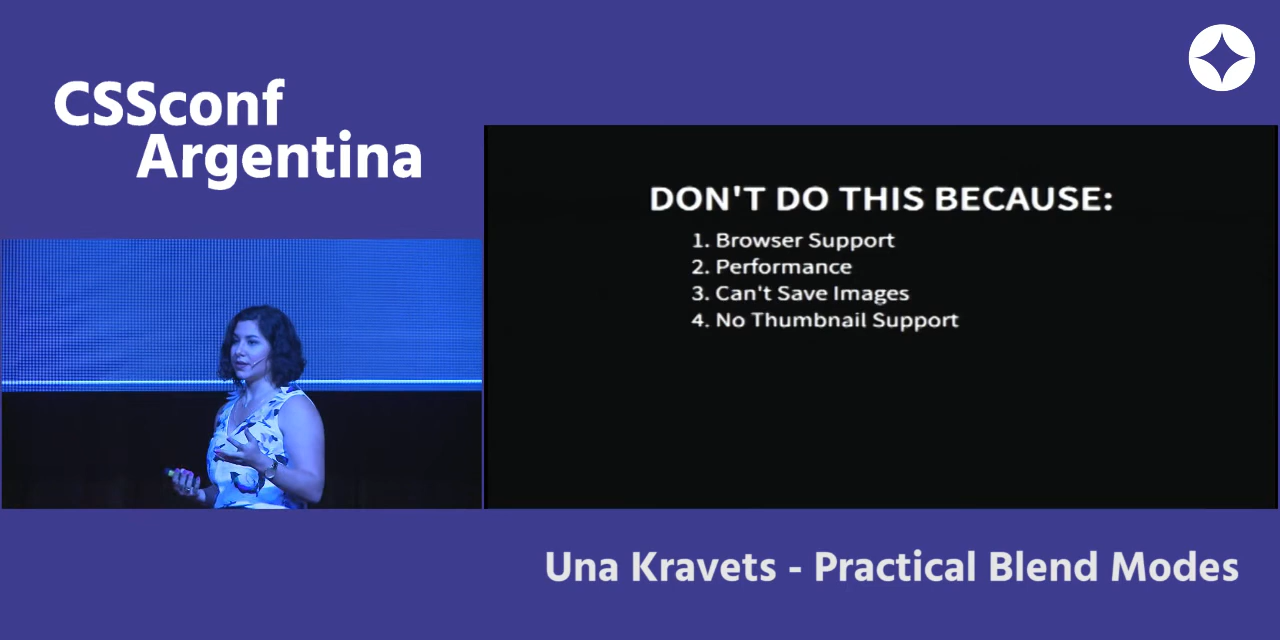 CSSconf
Argentina
DON'T DO THIS BECAUSE:
1. Browser Support
2. Performance
3. Can't Save Images
4. No Thumbnail Support
Una Kravets - Practical Blend Modes